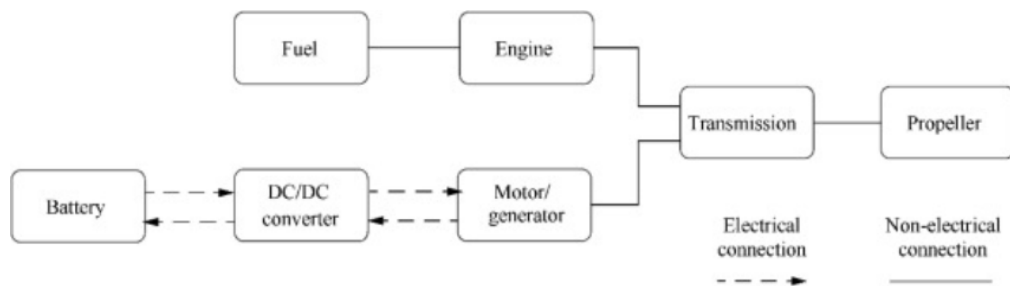 Fuel
Engine
Transmission
Propeller
Battery
DC/DC
converter
Motor/
generator
Electrical
connection
Non-electrical
connection